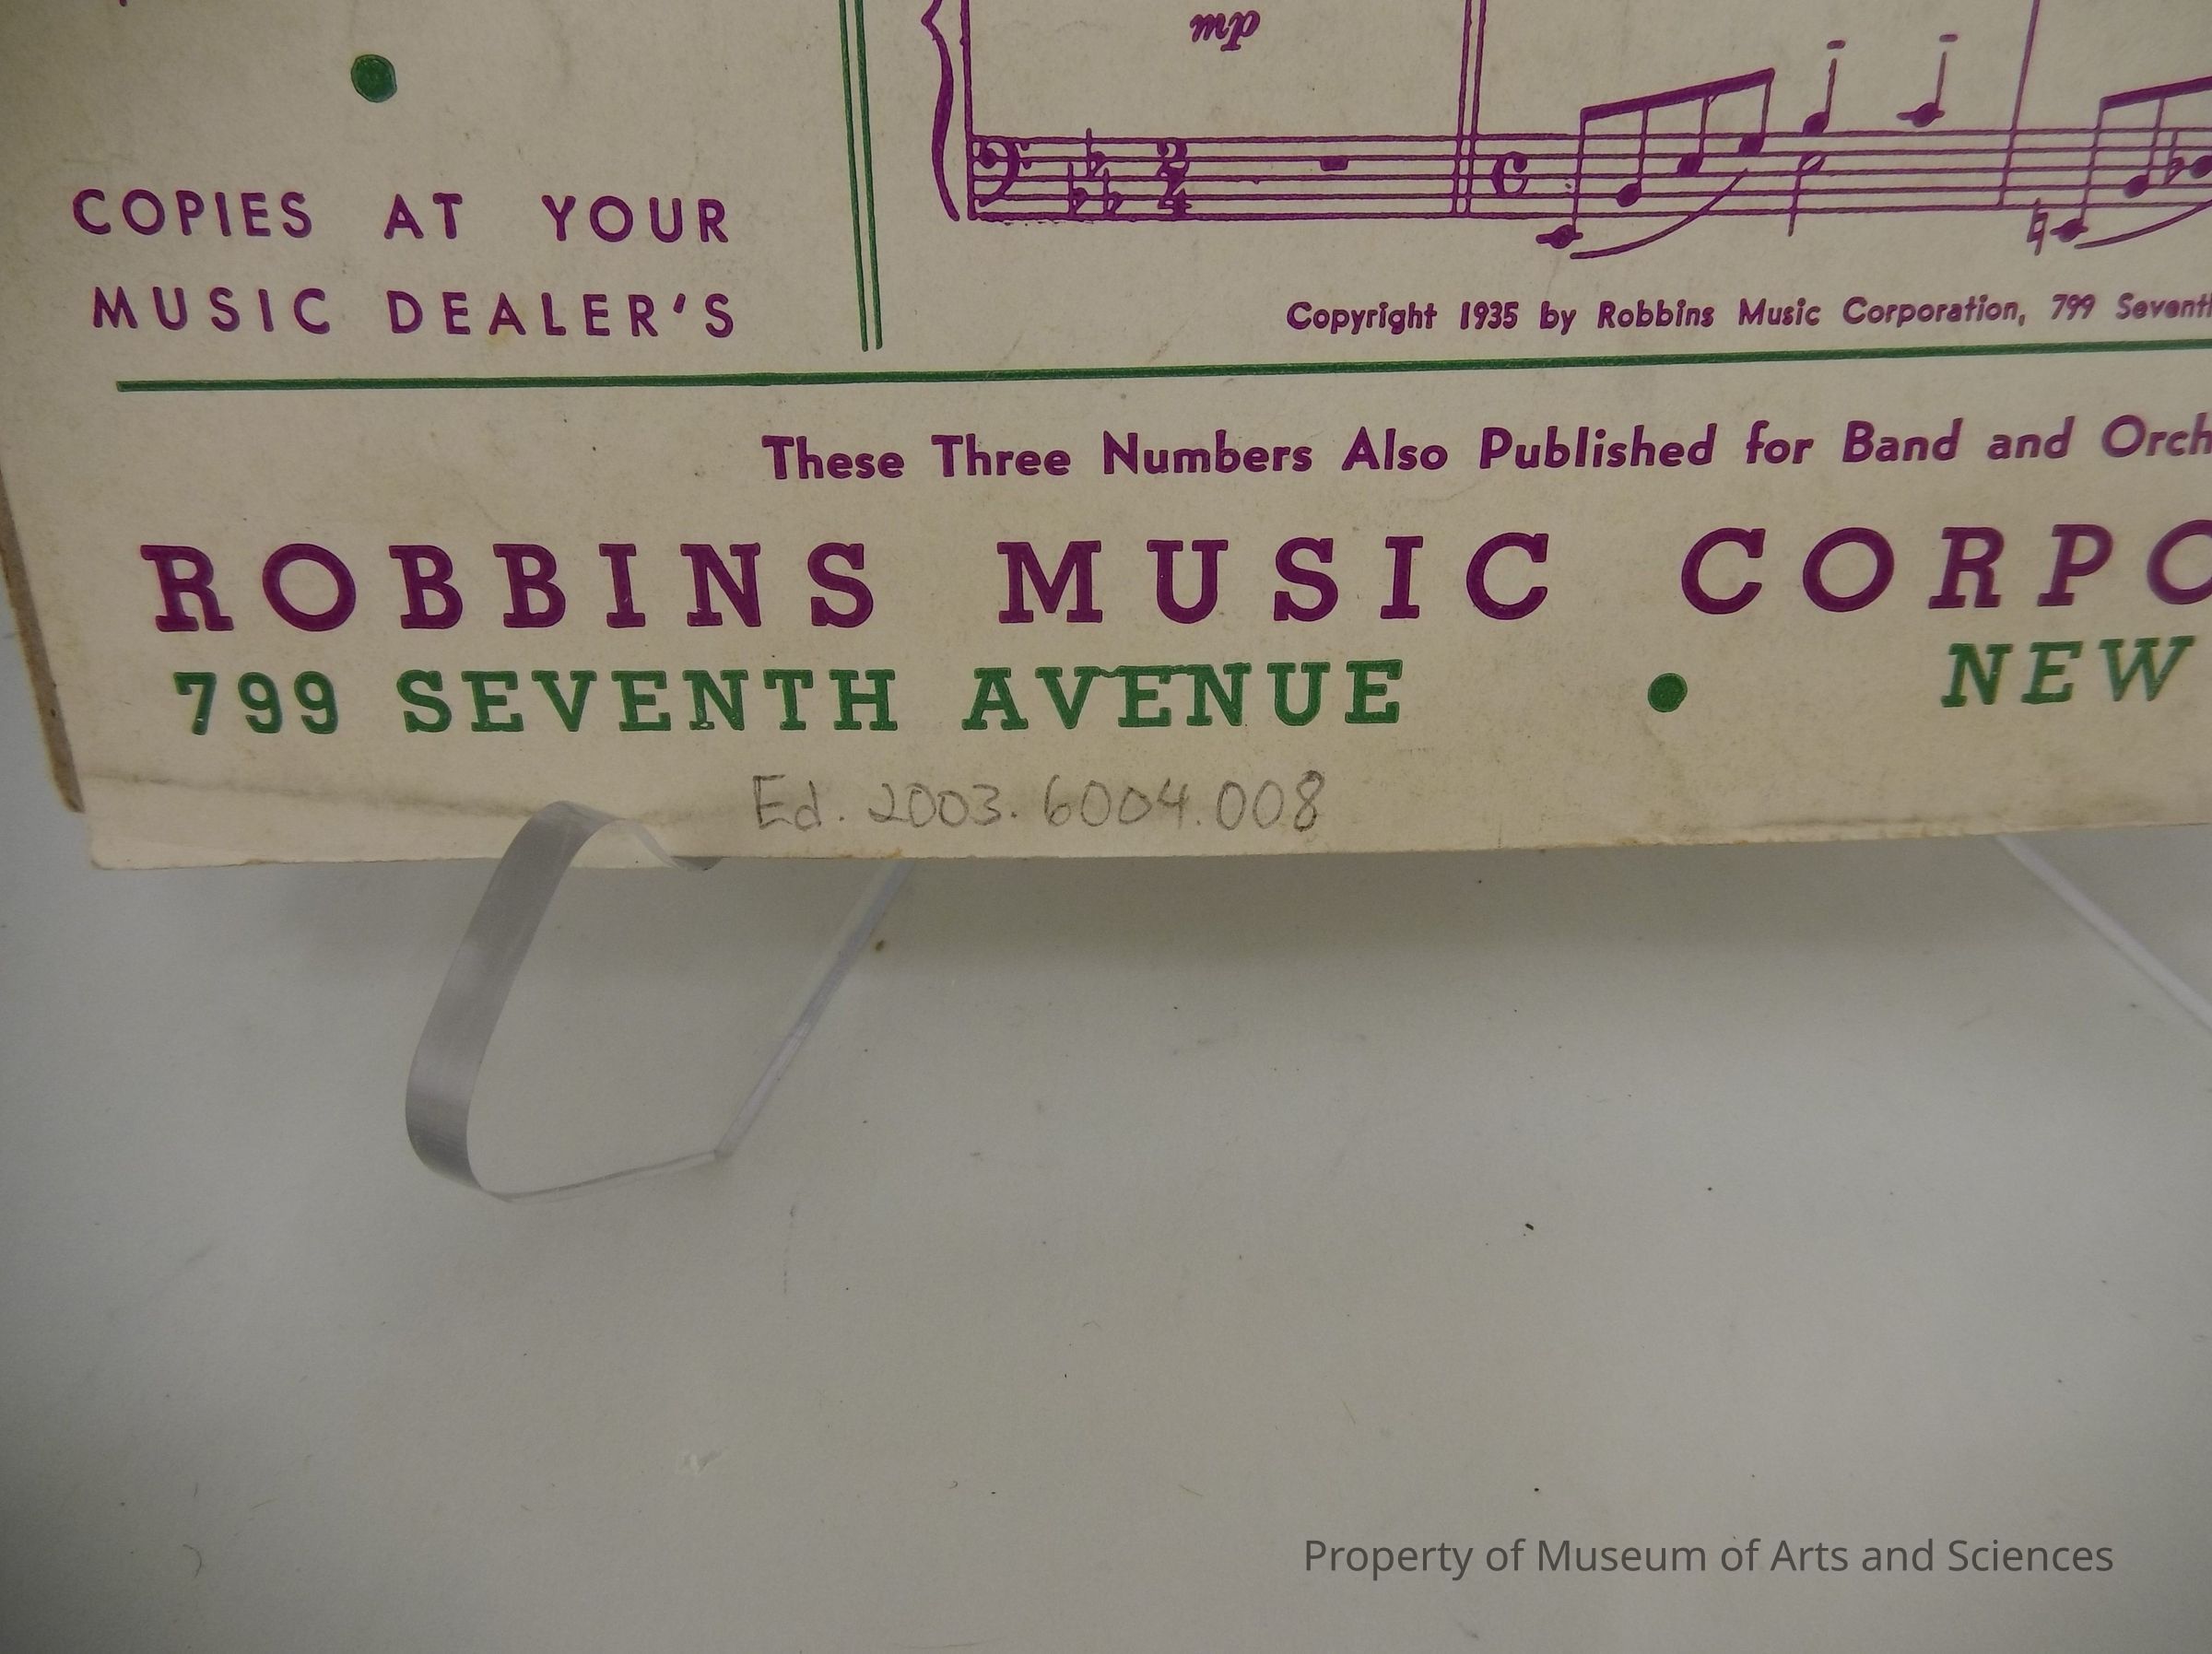 mp
COPIES AT YOUR
MUSIC DEALER'S
Copyright 1935 by Robbins Music Corporation, 799 Seventh
These Three Numbers Also Published for Band and Orch
ROBBINS MUSIC CORPO
799 SEVENTH AVENUE • NEW
Ed. 2003.6004.008
Property of Museum of Arts and Sciences